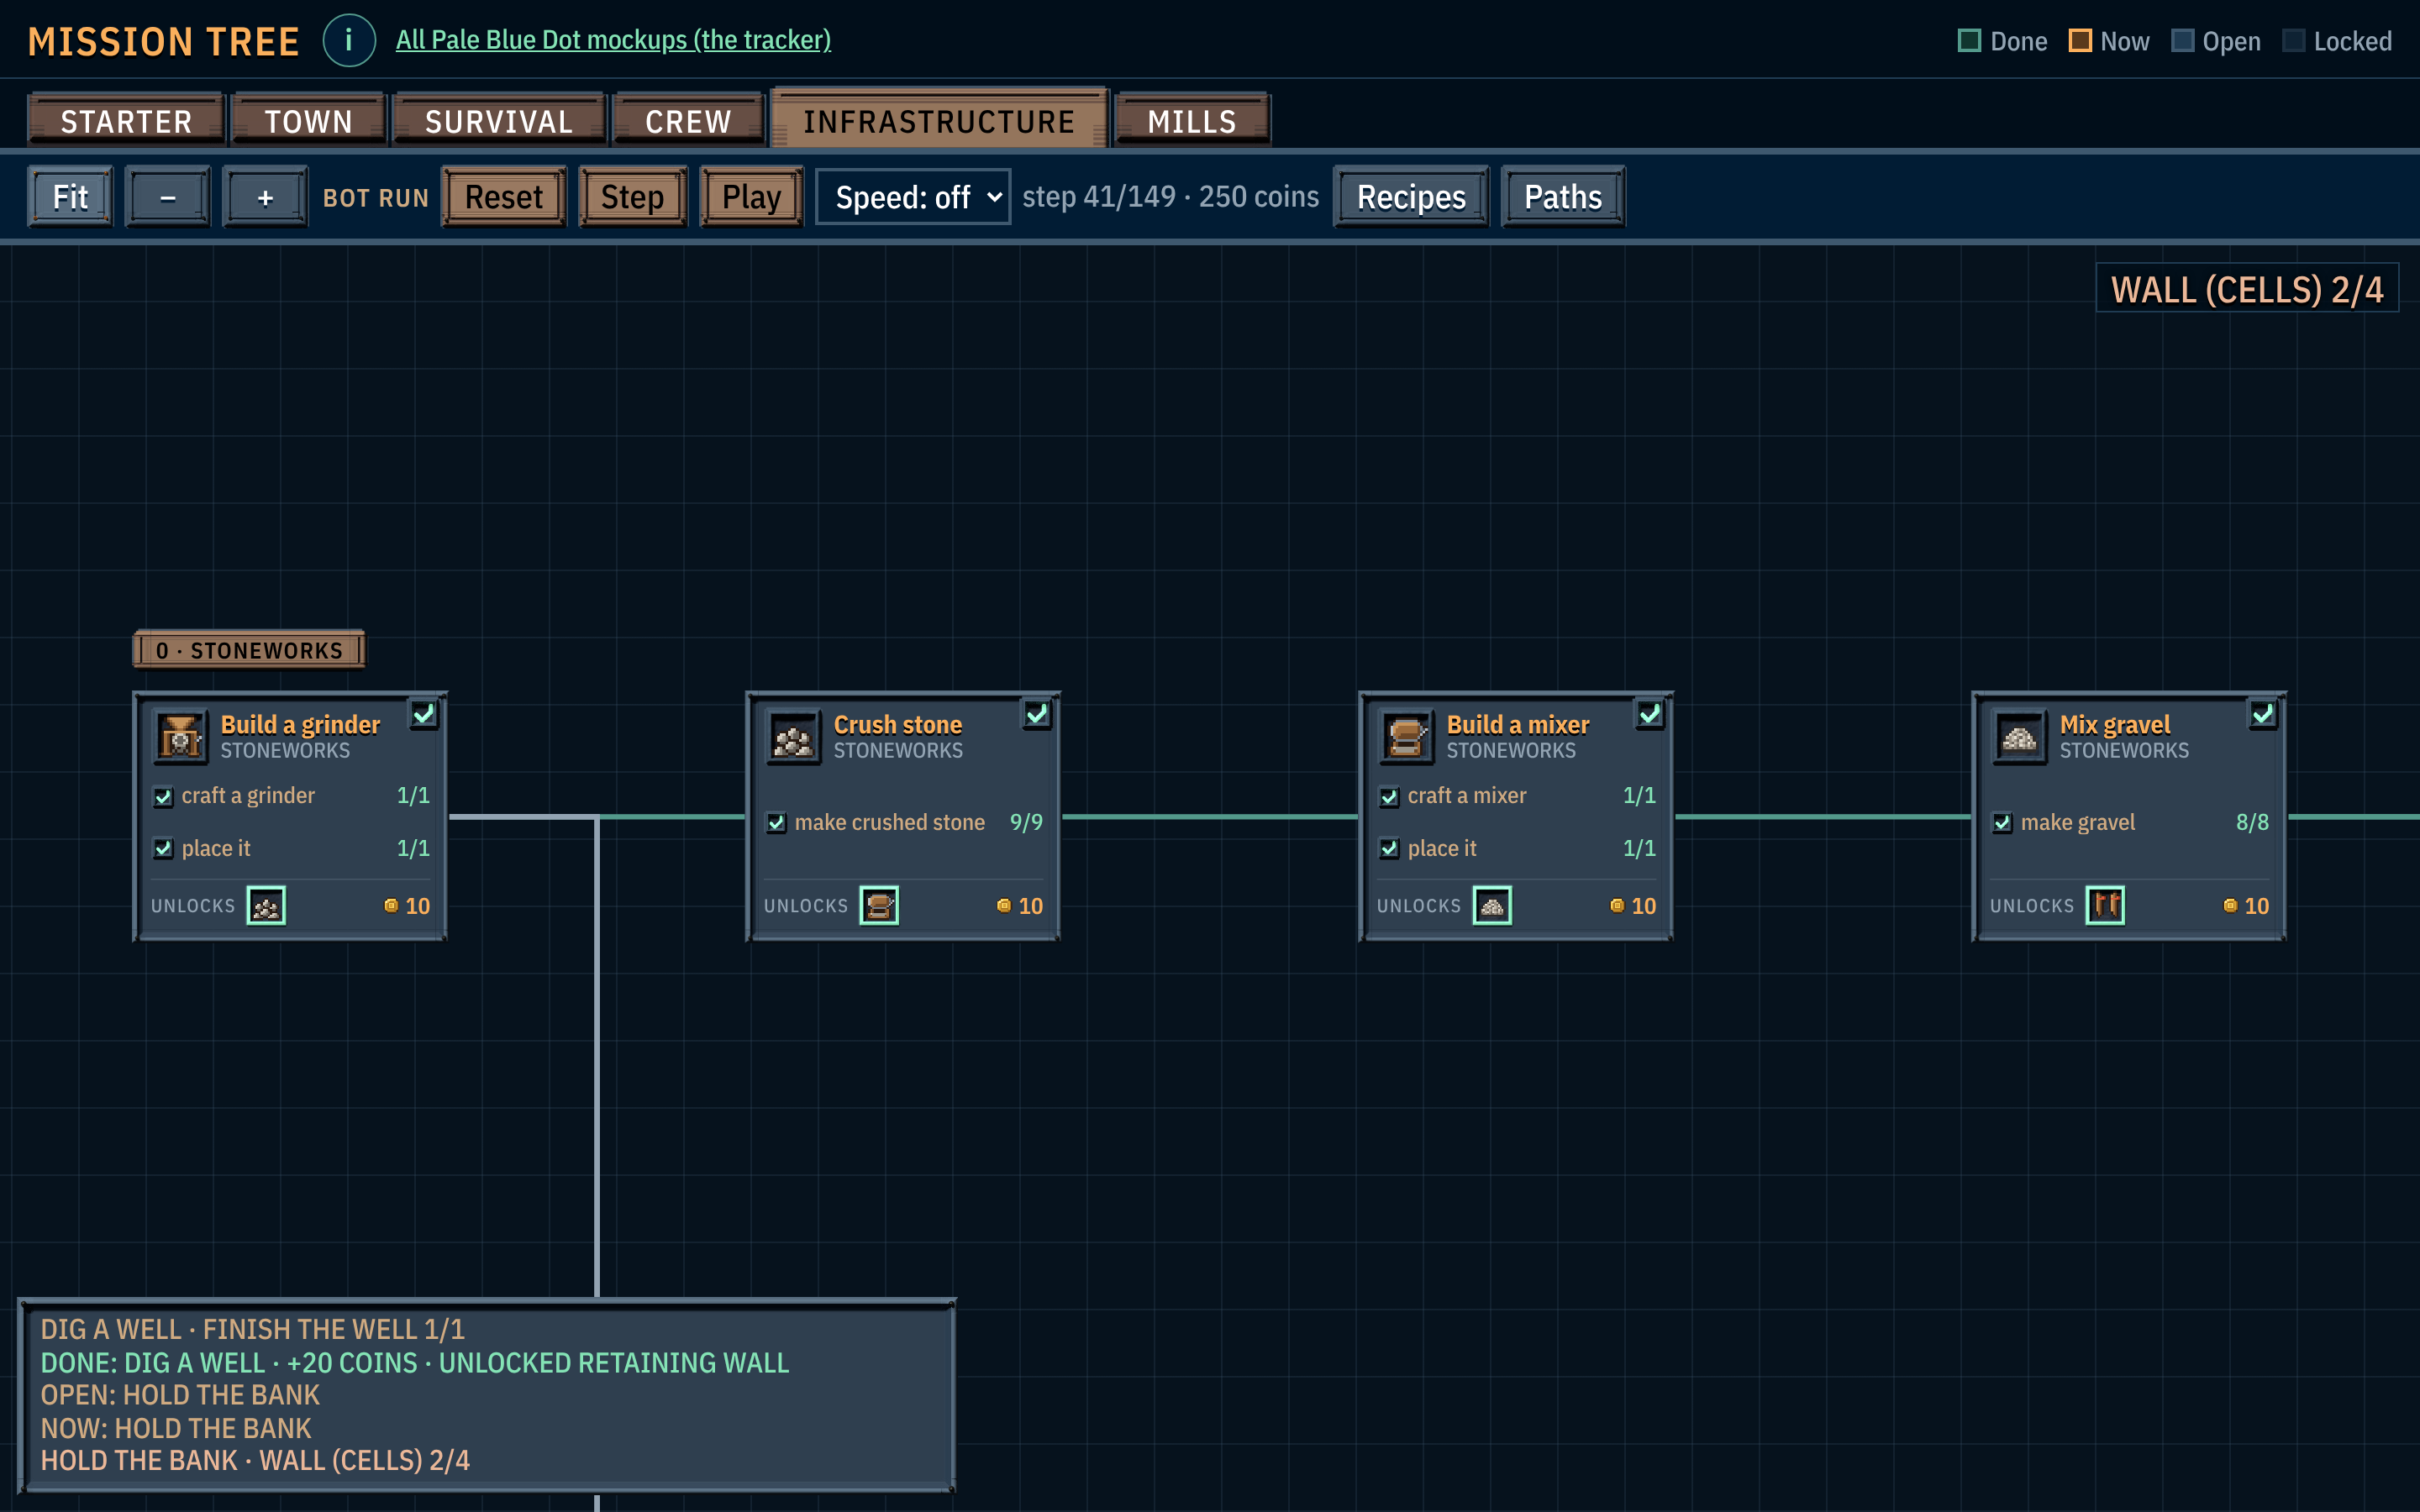 MISSION TREE i All Pale Blue Dot mockups (the tracker) Done Now Open Locked
STARTER TOWN SURVIVAL CREW INFRASTRUCTURE MILLS
Fit − + BOT RUN Reset Step Play Speed: off step 41/149 · 250 coins Recipes Paths
WALL (CELLS) 2/4
0 · STONEWORKS
Build a grinder
STONEWORKS
craft a grinder 1/1
place it 1/1
UNLOCKS 10
Crush stone
STONEWORKS
make crushed stone 9/9
UNLOCKS 10
Build a mixer
STONEWORKS
craft a mixer 1/1
place it 1/1
UNLOCKS 10
Mix gravel
STONEWORKS
make gravel 8/8
UNLOCKS 10
DIG A WELL · FINISH THE WELL 1/1
DONE: DIG A WELL · +20 COINS · UNLOCKED RETAINING WALL
OPEN: HOLD THE BANK
NOW: HOLD THE BANK
HOLD THE BANK · WALL (CELLS) 2/4